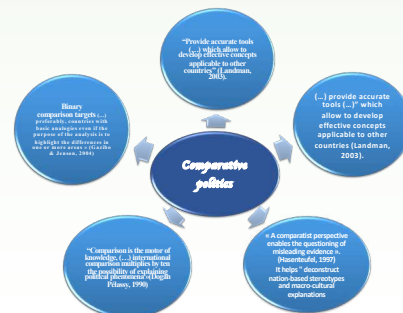 "Provide accurate tools
(...) which allow to
develop effective concepts
applicable to other
countries" (Landman,
2003).
(...) provide accurate
tools (...)" which
allow to develop
effective concepts
applicable to other
countries (Landman,
2003).
Binary
comparison targets (...)
preferably, countries with
basic analogies even if the
purpose of the analysis is to
highlight the differences in
one or more areas » (Gazibo
& Jenson, 2004)
Comparative
politics
"Comparison is the motor of
knowledge, (...) international
comparison multiplies by ten
the possibility of explaining
political phenomena"(Dogan
Pélassy, 1990)
« A comparatist perspective
enables the questioning of
misleading evidence ».
(Hasenteufel, 1997)
It helps " deconstruct
nation-based stereotypes
and macro-cultural
explanations